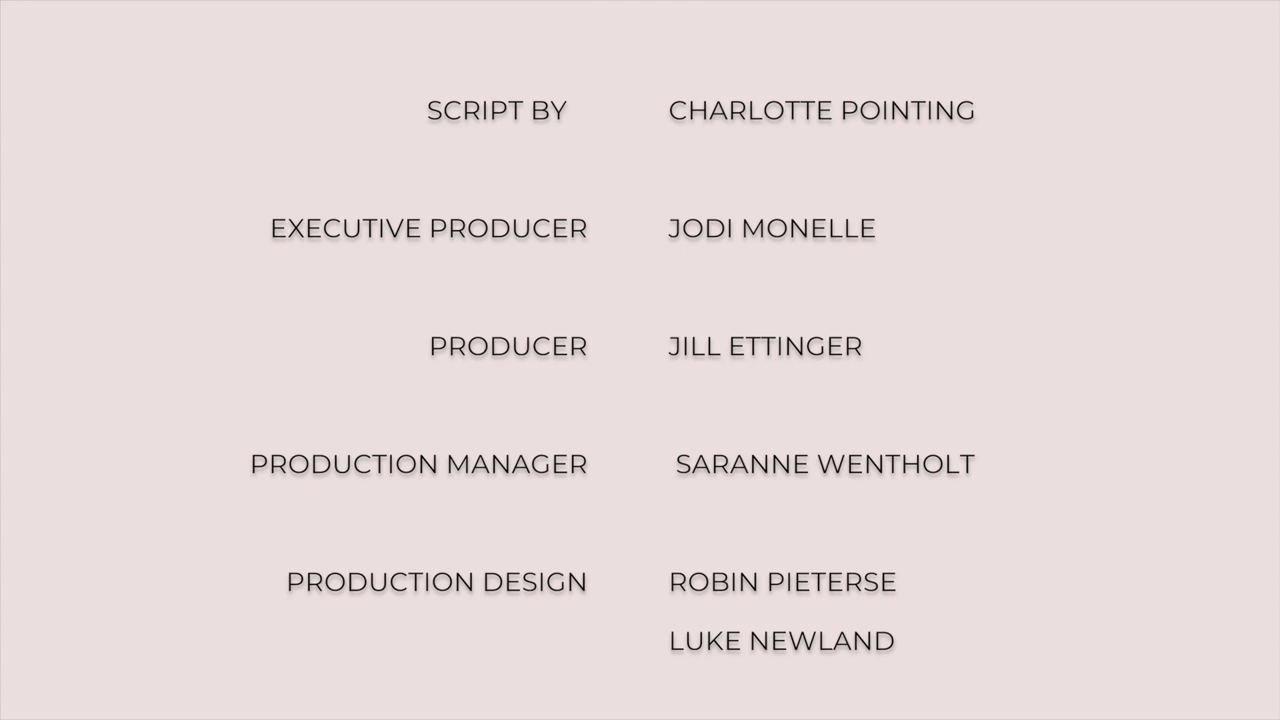 SCRIPT BY CHARLOTTE POINTING
EXECUTIVE PRODUCER JODI MONELLE
PRODUCER JILL ETTINGER
PRODUCTION MANAGER SARANNE WENTHOLT
PRODUCTION DESIGN ROBIN PIETERSE
LUKE NEWLAND